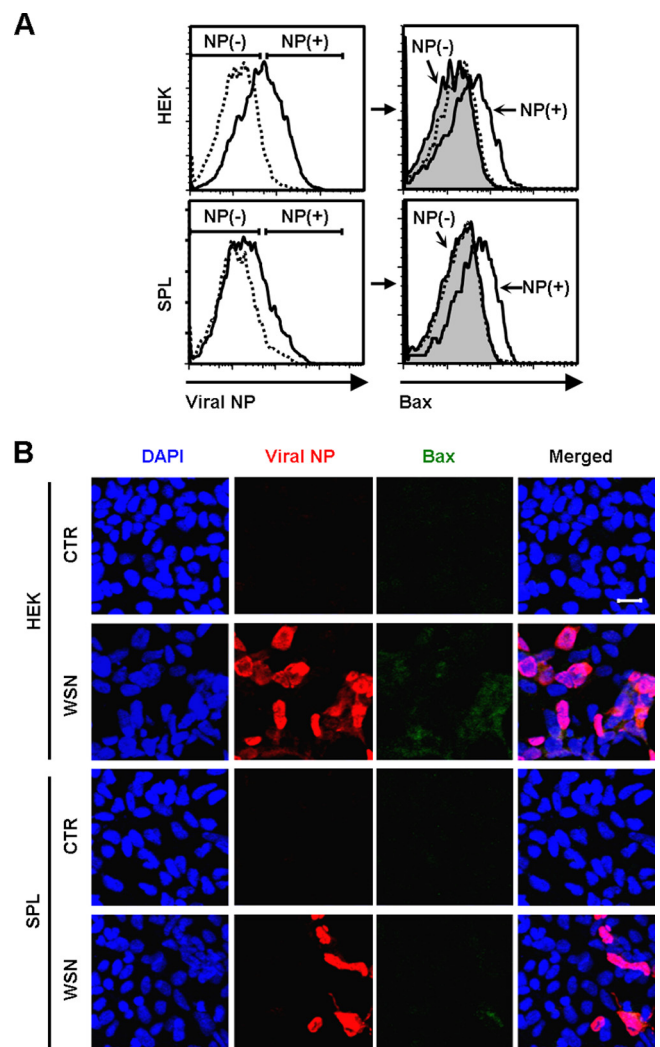 A
NP(-) NP(+)
HEK
NP(-)
NP(+)
NP(-) NP(+)
SPL
NP(-)
NP(+)
Viral NP
Bax
B
DAPI Viral NP Bax Merged
HEK
CTR
WSN
SPL
CTR
WSN